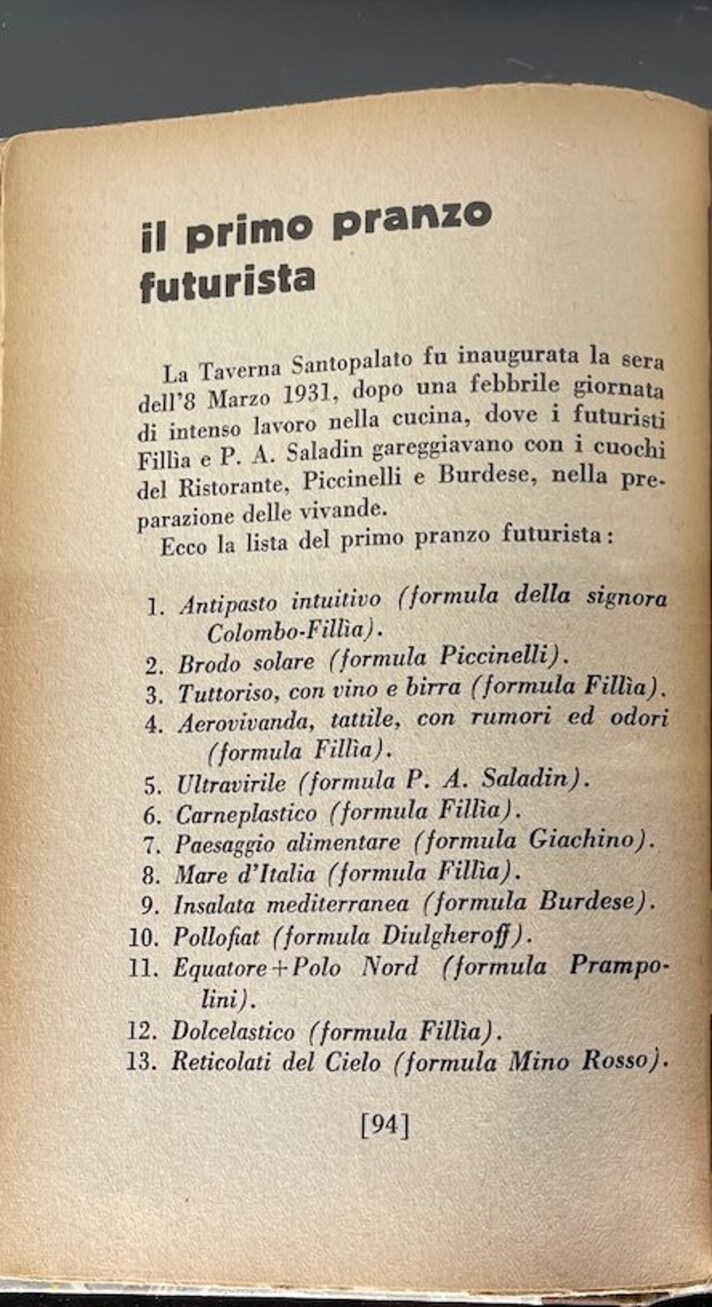 il primo pranzo
futurista
La Taverna Santopalato fu inaugurata la sera
dell'8 Marzo 1931, dopo una febbrile giornata
di intenso lavoro nella cucina, dove i futuristi
Fillìa e P. A. Saladin gareggiavano con i cuochi
del Ristorante, Piccinelli e Burdese, nella pre-
parazione delle vivande.
Ecco la lista del primo pranzo futurista:
1. Antipasto intuitivo (formula della signora
Colombo-Fillìa).
2. Brodo solare (formula Piccinelli).
3. Tuttoriso, con vino e birra (formula Fillìa).
4. Aerovivanda, tattile, con rumori ed odori
(formula Fillìa).
5. Ultravirile (formula P. A. Saladin).
6. Carneplastico (formula Fillìa).
7. Paesaggio alimentare (formula Giachino).
8. Mare d'Italia (formula Fillìa).
9. Insalata mediterranea (formula Burdese).
10. Pollofiat (formula Diulgheroff).
11. Equatore+Polo Nord (formula Prampo-
lini).
12. Dolcelastico (formula Fillìa).
13. Reticolati del Cielo (formula Mino Rosso).
[94]